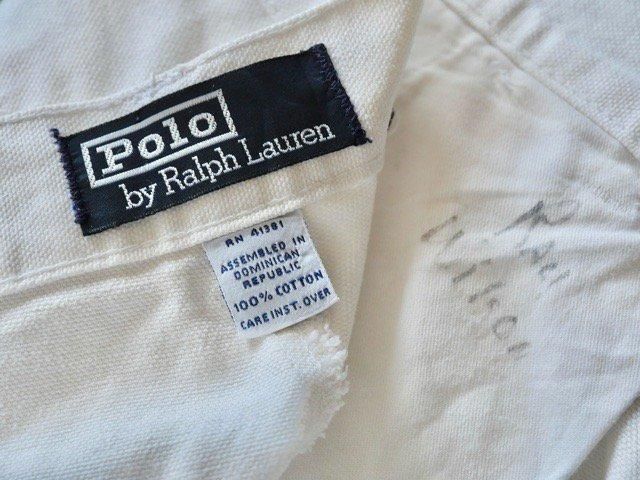 Polo
by Ralph Lauren
RN 41381
ASSEMBLED IN
DOMINICAN
REPUBLIC
100% COTTON
CARE INST. OVER